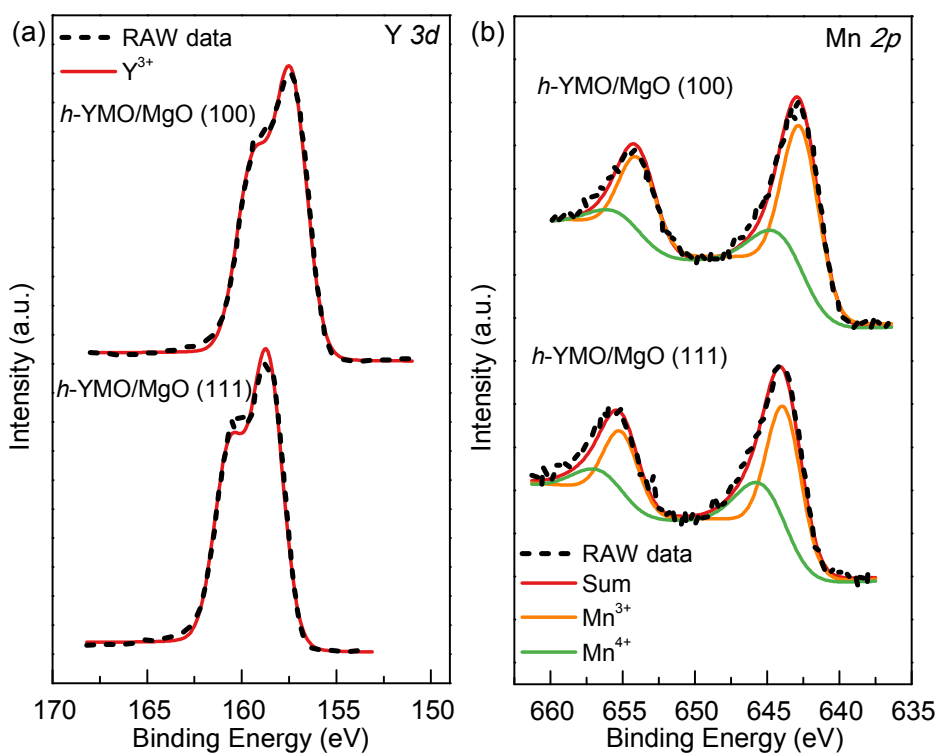 (a)
RAW data
Y³⁺
Y 3d
h-YMO/MgO (100)
h-YMO/MgO (111)
Intensity (a.u.)
170 165 160 155 150
Binding Energy (eV)
(b)
Mn 2p
h-YMO/MgO (100)
h-YMO/MgO (111)
RAW data
Sum
Mn³⁺
Mn⁴⁺
Intensity (a.u.)
660 655 650 645 640 635
Binding Energy (eV)